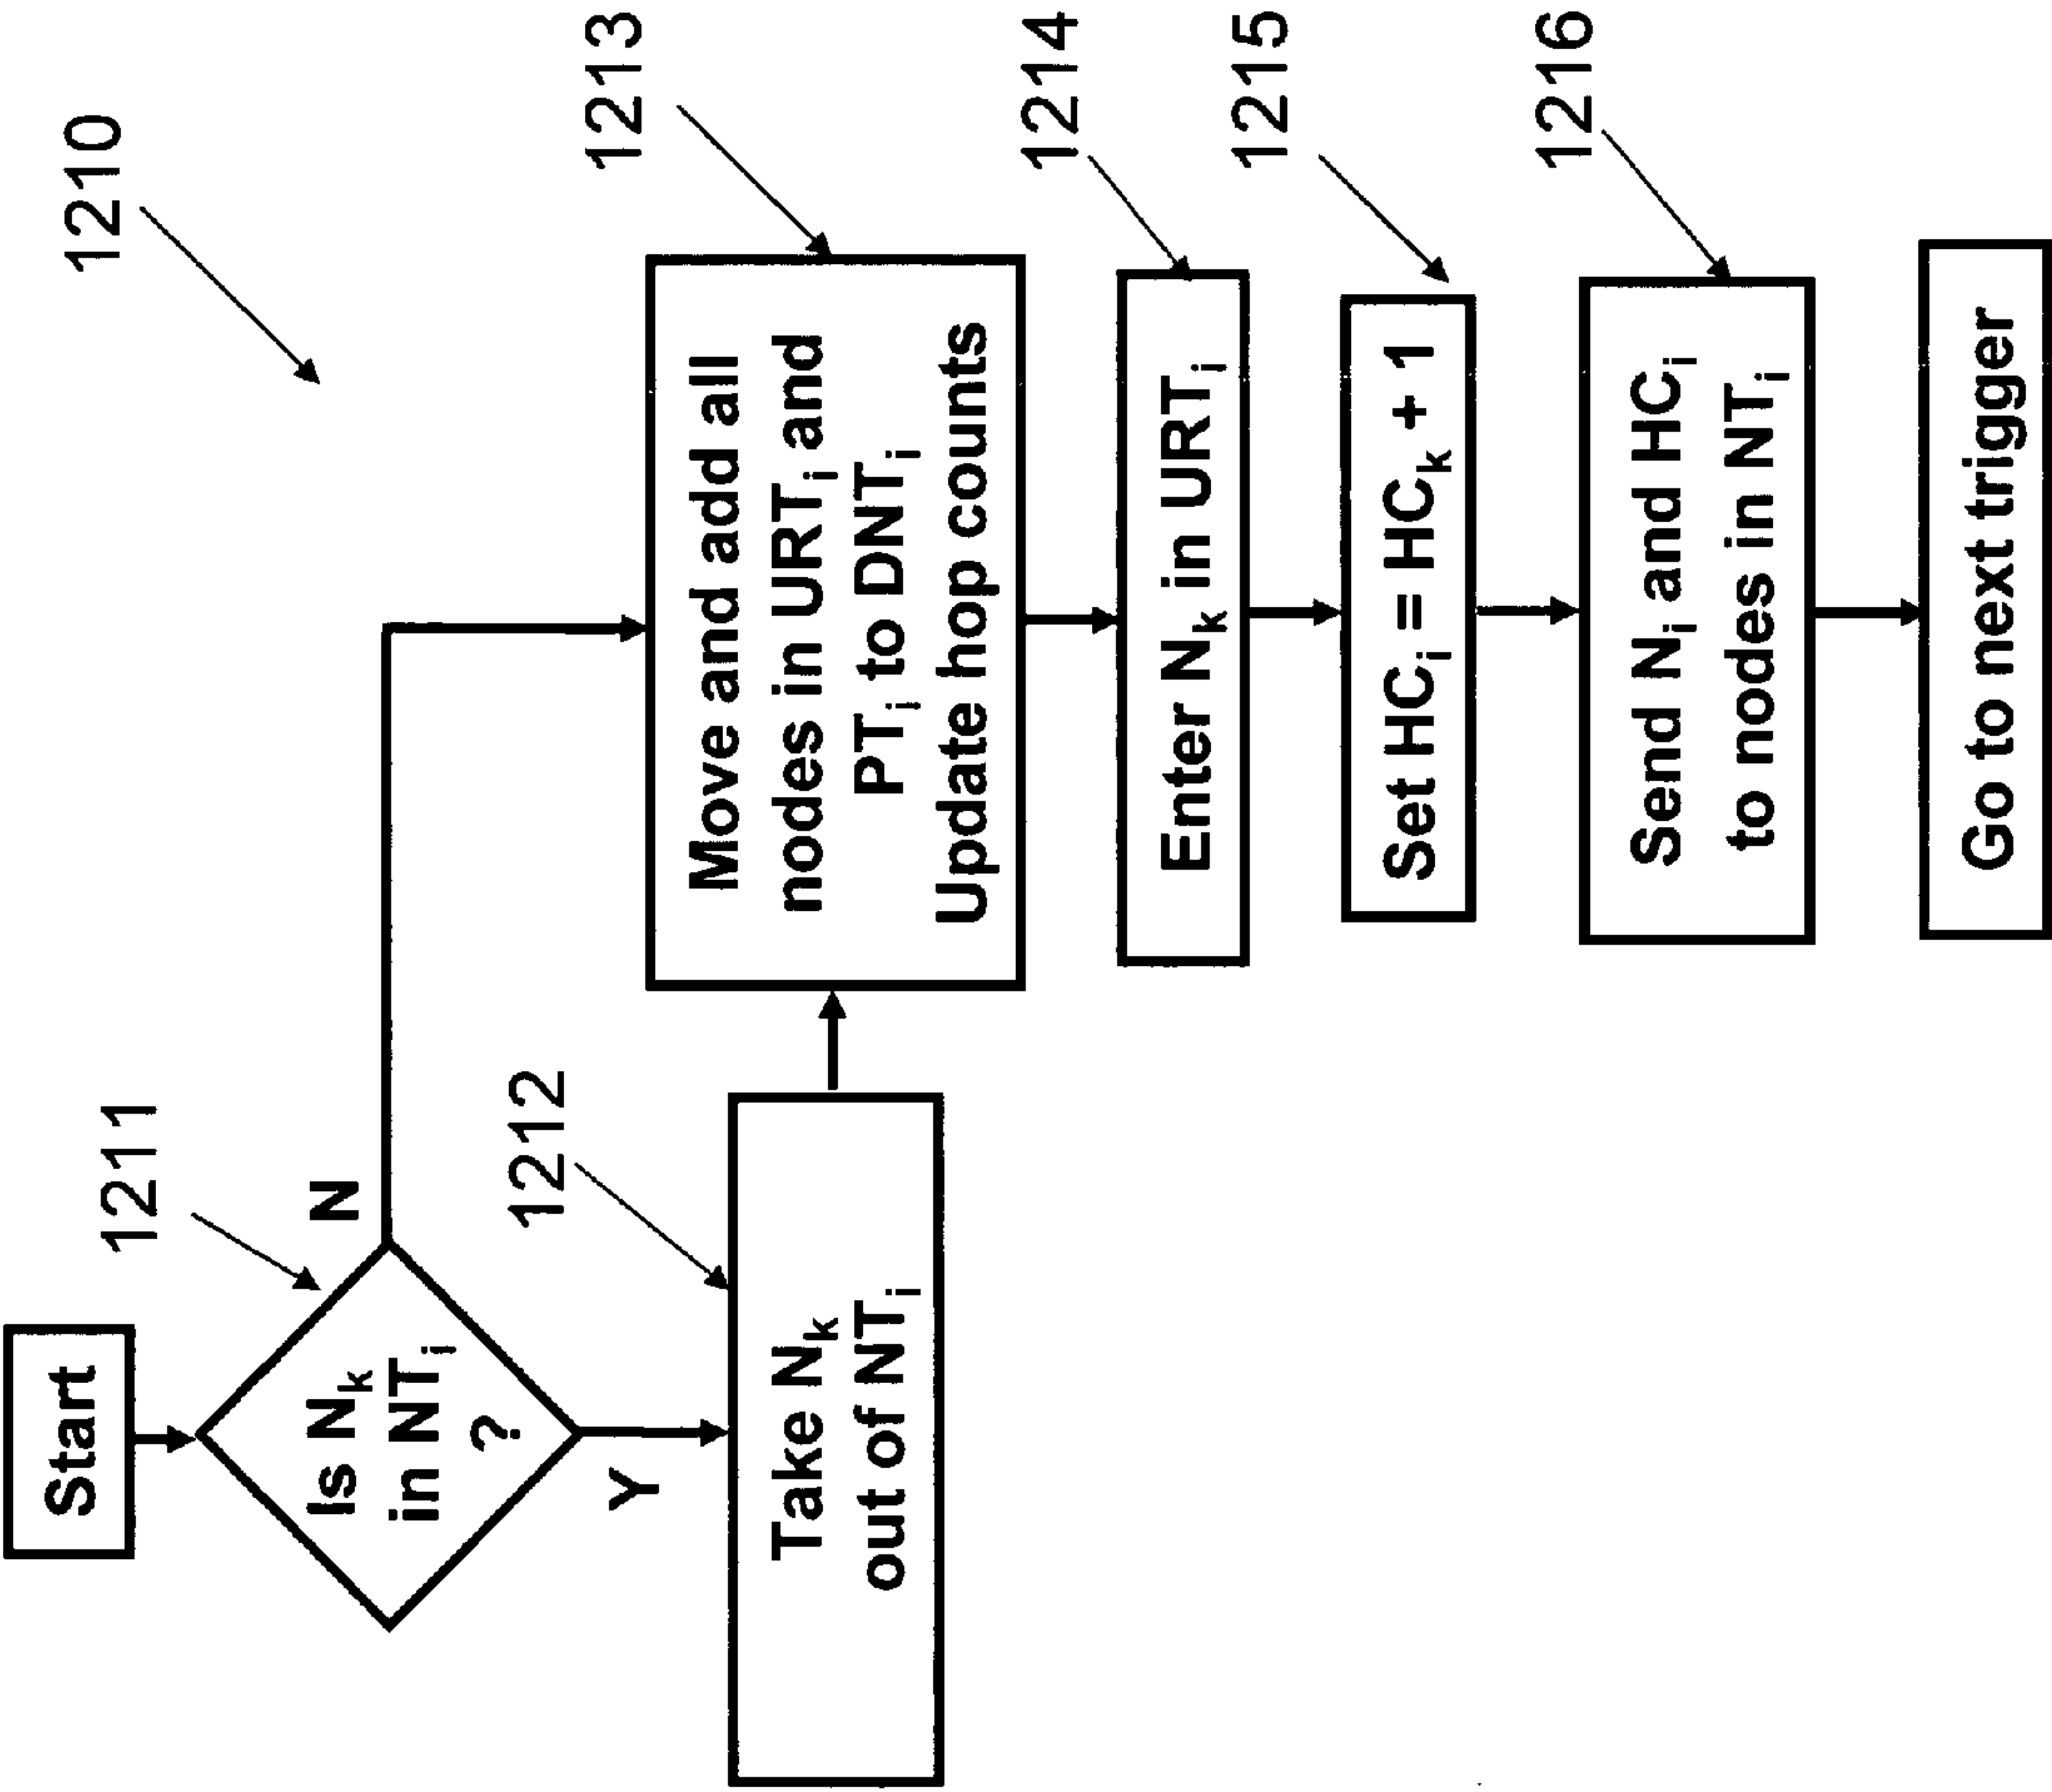 1210
Start
1211
Is Nk
in NTi
?
N
Y
1212
Take Nk
out of NTi
1213
Move and add all
nodes in URTi and
PTi to DNTi
Update hop counts
1214
Enter Nk in URTi
1215
Set HCi = HCk + 1
1216
Send Ni and HCi
to nodes in NTi
Go to next trigger